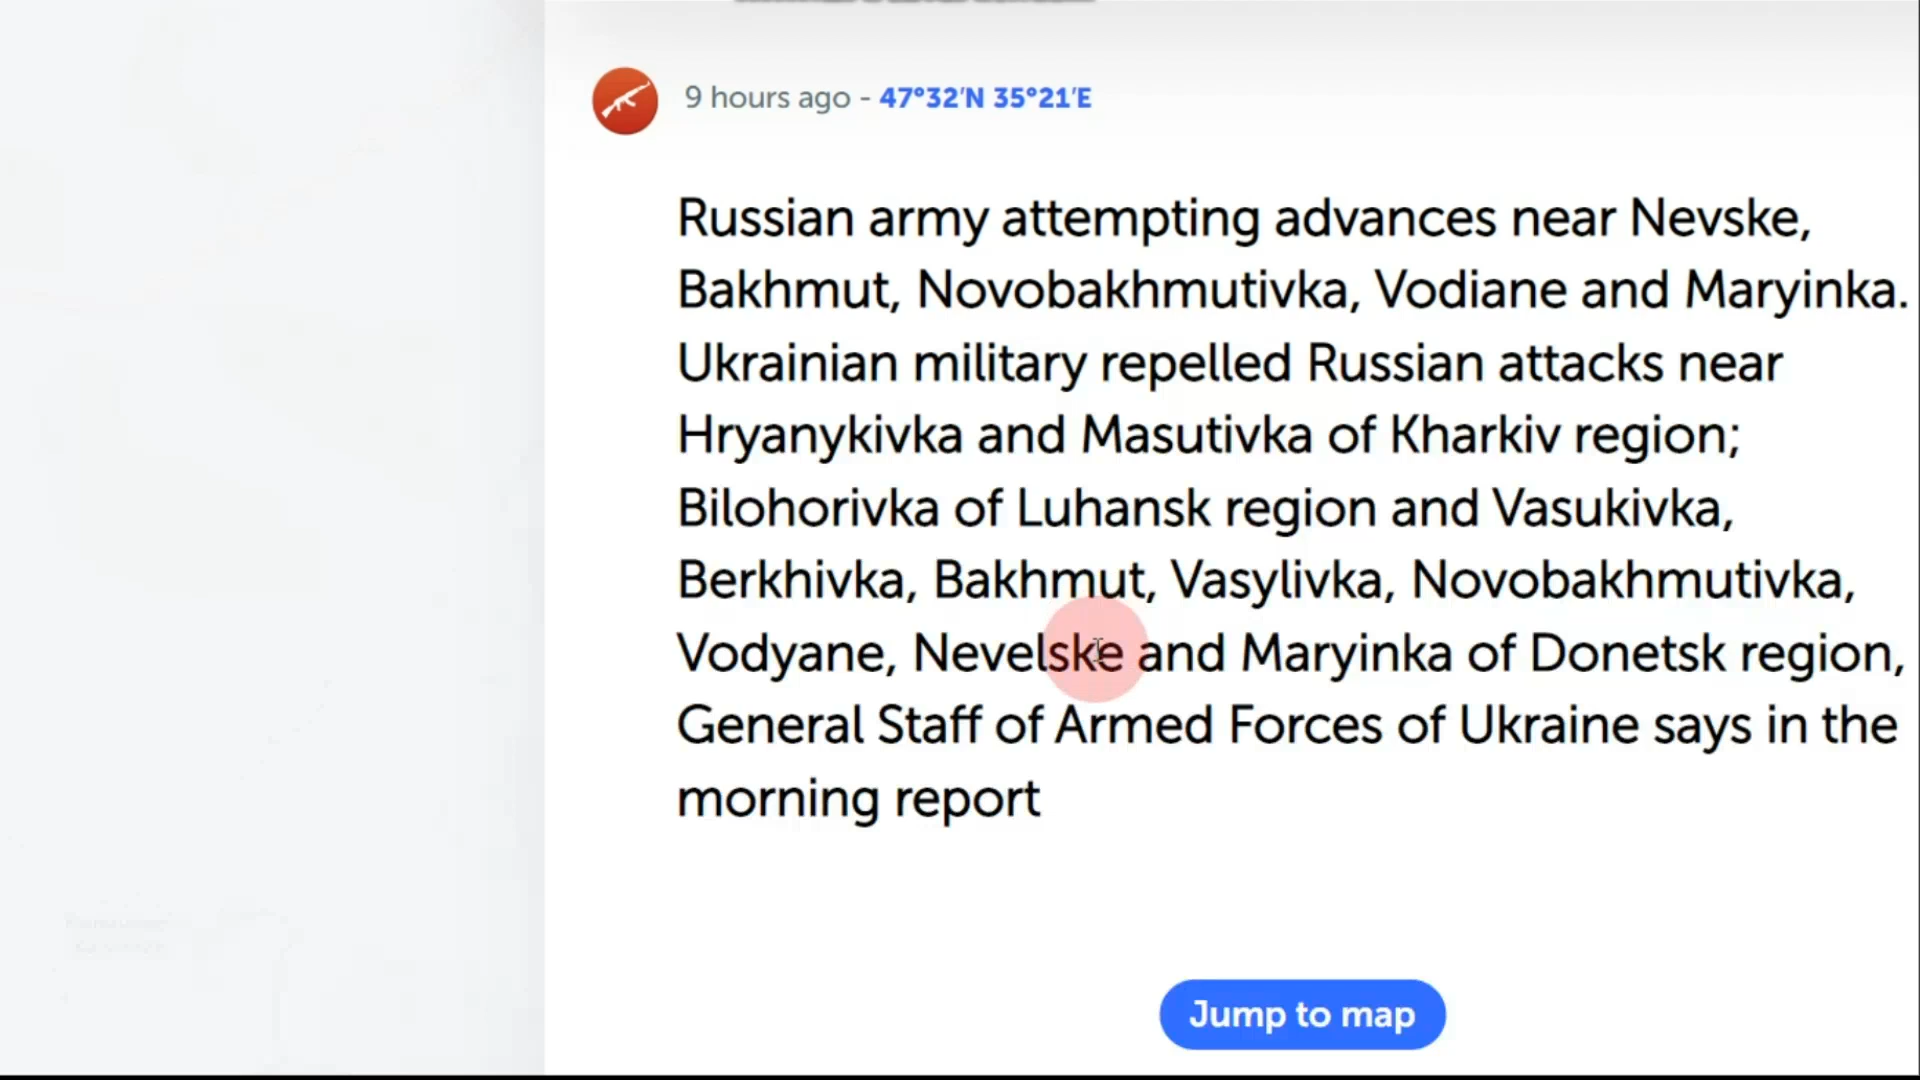 9 hours ago - 47°32′N 35°21′E
Russian army attempting advances near Nevske,
Bakhmut, Novobakhmutivka, Vodiane and Maryinka.
Ukrainian military repelled Russian attacks near
Hryanykivka and Masutivka of Kharkiv region;
Bilohorivka of Luhansk region and Vasukivka,
Berkhivka, Bakhmut, Vasylivka, Novobakhmutivka,
Vodyane, Nevelske and Maryinka of Donetsk region,
General Staff of Armed Forces of Ukraine says in the
morning report
Jump to map